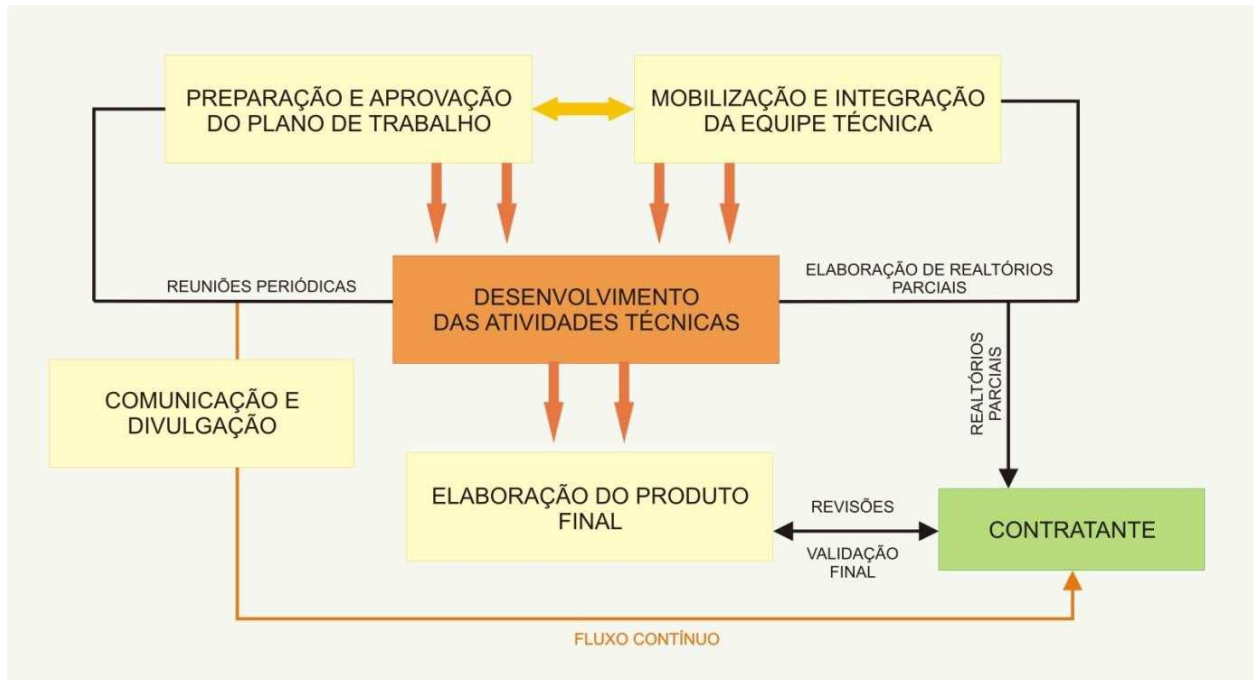 PREPARAÇÃO E APROVAÇÃO
DO PLANO DE TRABALHO
MOBILIZAÇÃO E INTEGRAÇÃO
DA EQUIPE TÉCNICA
REUNIÕES PERIÓDICAS
DESENVOLVIMENTO
DAS ATIVIDADES TÉCNICAS
ELABORAÇÃO DE REALTÓRIOS
PARCIAIS
REALTÓRIOS
PARCIAIS
COMUNICAÇÃO E
DIVULGAÇÃO
ELABORAÇÃO DO PRODUTO
FINAL
REVISÕES
VALIDAÇÃO
FINAL
CONTRATANTE
FLUXO CONTÍNUO